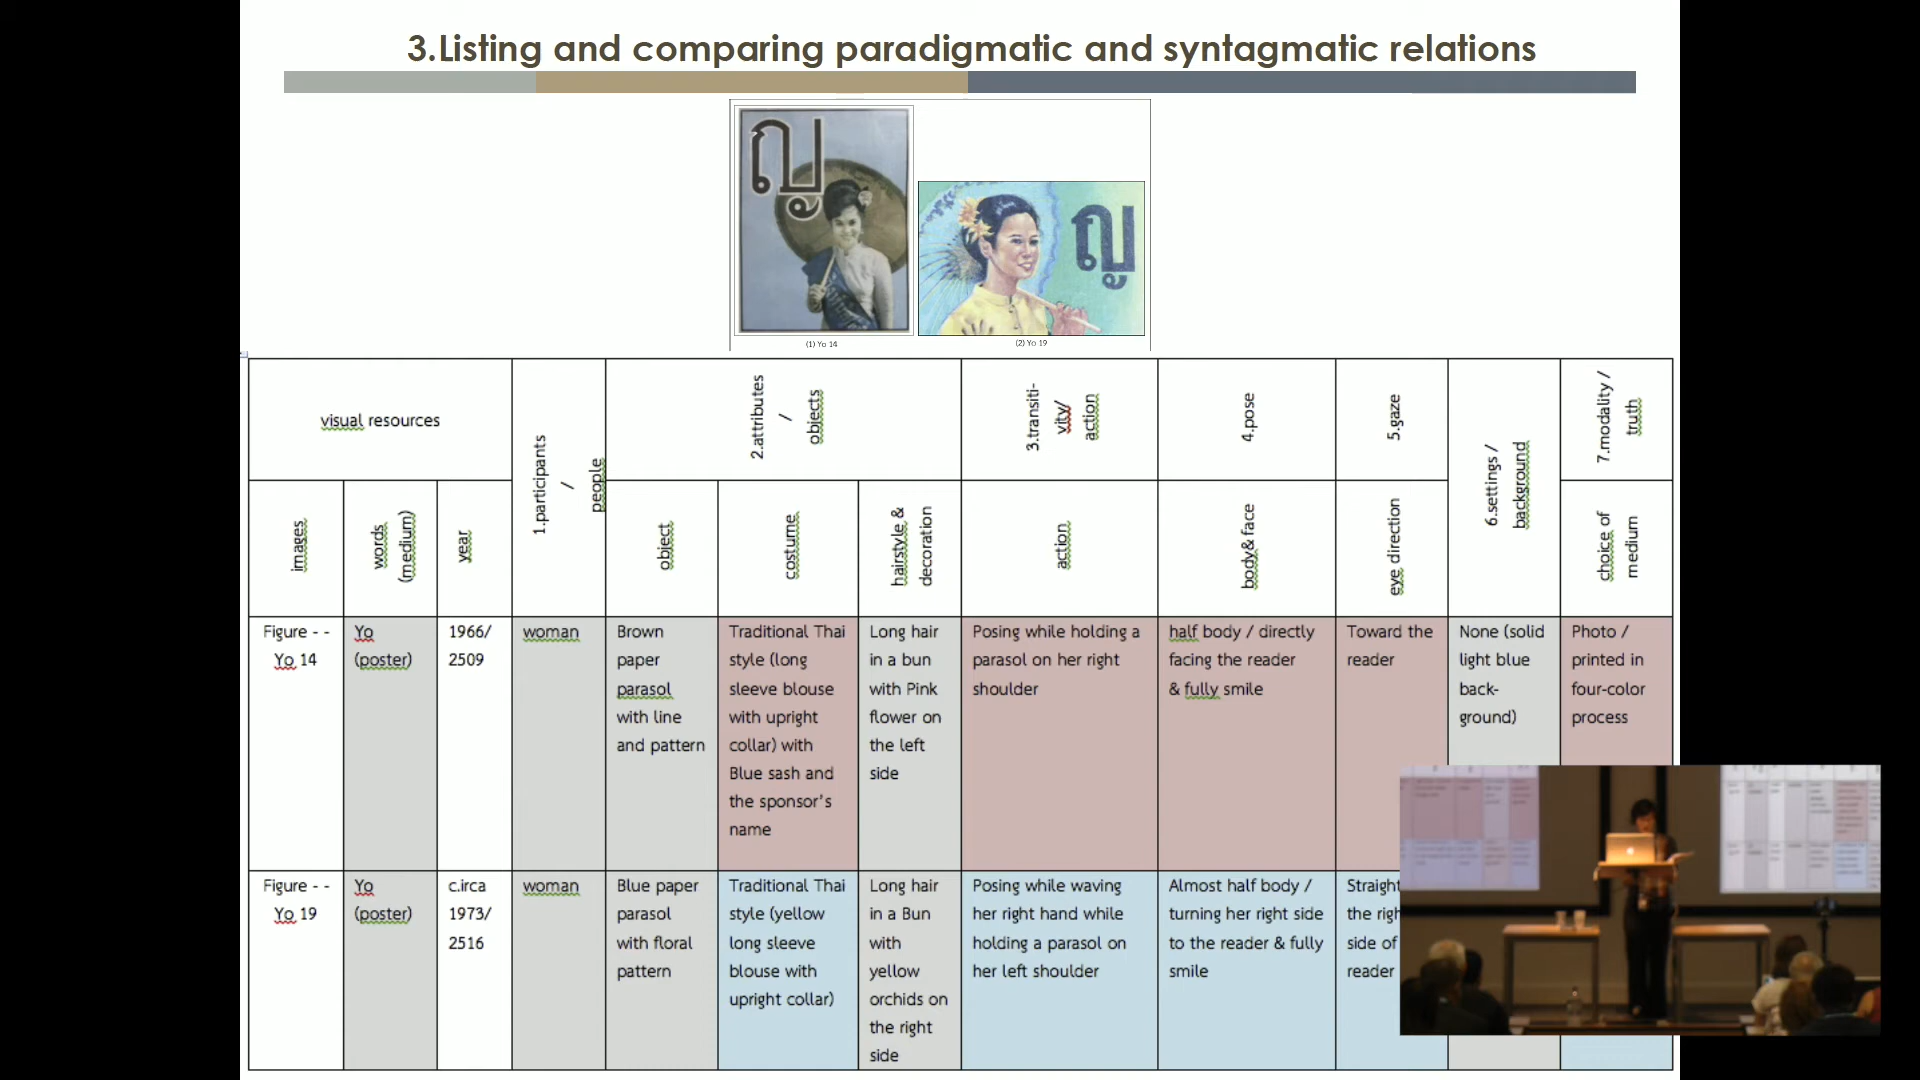 3.Listing and comparing paradigmatic and syntagmatic relations
ญ
ญ
(1) Yo 14
(2) Yo 19
visual resources
1.participants
/
people
2.attributes
/
objects
3.transiti-
vity/
action
4.pose
5.gaze
6.settings /
background
7.modality /
truth
images
words
(medium)
year
object
costume
hairstyle &
decoration
action
body& face
eye direction
choice of
medium
Figure - -
Yo 14
Yo
(poster)
1966/
2509
woman
Brown
paper
parasol
with line
and pattern
Traditional Thai
style (long
sleeve blouse
with upright
collar) with
Blue sash and
the sponsor's
name
Long hair
in a bun
with Pink
flower on
the left
side
Posing while holding a
parasol on her right
shoulder
half body / directly
facing the reader
& fully smile
Toward the
reader
None (solid
light blue
back-
ground)
Photo /
printed in
four-color
process
Figure - -
Yo 19
Yo
(poster)
c.irca
1973/
2516
woman
Blue paper
parasol
with floral
pattern
Traditional Thai
style (yellow
long sleeve
blouse with
upright collar)
Long hair
in a Bun
with
yellow
orchids on
the right
side
Posing while waving
her right hand while
holding a parasol on
her left shoulder
Almost half body /
turning her right side
to the reader & fully
smile
Straight
the
side of
reader